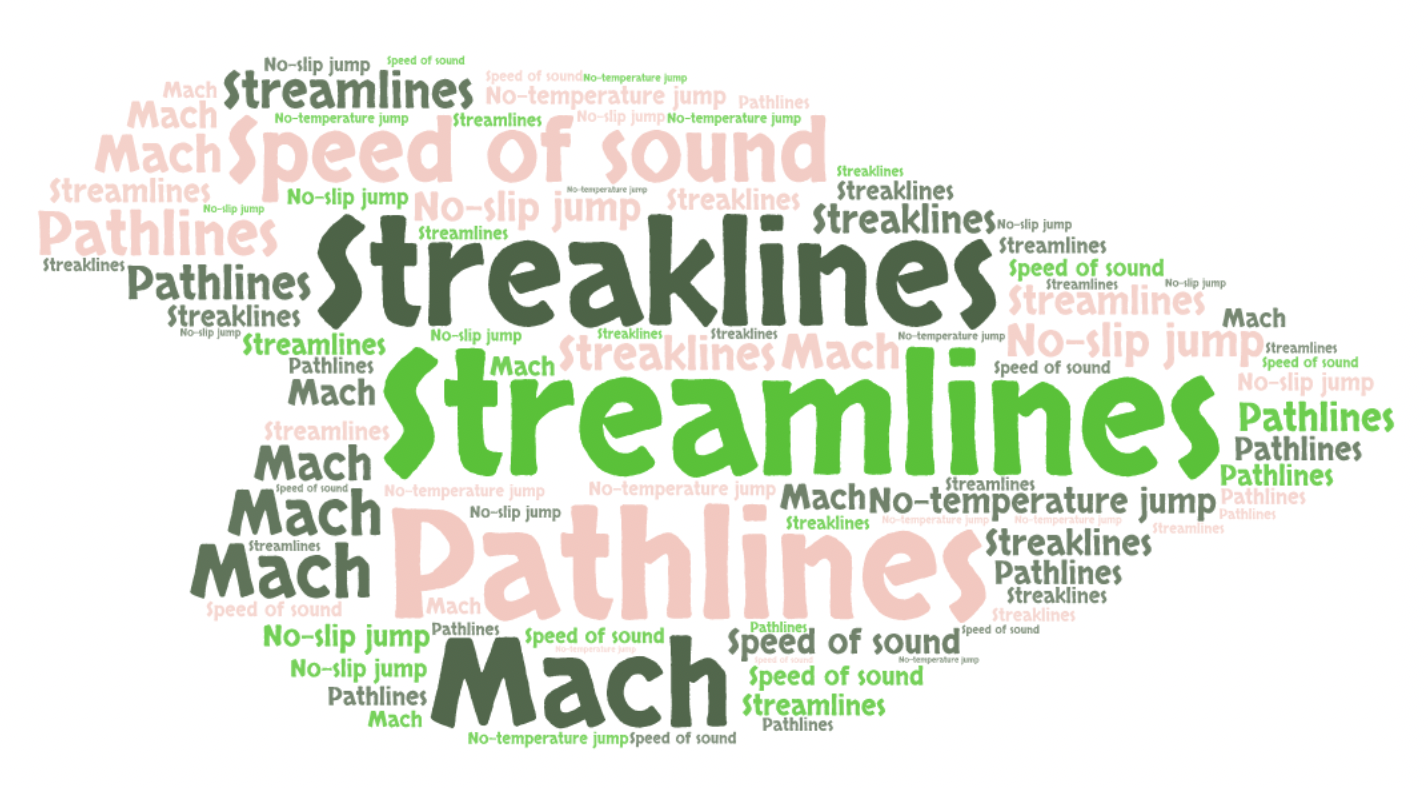 No-slip jump
Speed of sound
Mach
Streamlines
Speed of sound
No-temperature jump
No-temperature jump
Pathlines
Mach
No-temperature jump
Streamlines
No-slip jump
No-temperature jump
Mach
Speed of sound
Streaklines
Streamlines
No-slip jump
No-temperature jump
Streaklines
Streaklines
No-slip jump
No-slip jump
Streaklines
No-slip jump
Pathlines
Streamlines
Streaklines
Streamlines
Streaklines
Speed of sound
Pathlines
Streamlines
No-slip jump
Streamlines
Streaklines
Mach
No-slip jump
No-slip jump
Streaklines
Streaklines
No-temperature jump
No-slip jump
Streamlines
Streaklines
Mach
Streamlines
Pathlines
Mach
Speed of sound
Speed of sound
Mach
Streamlines
No-slip jump
Pathlines
Streamlines
Pathlines
Mach
Pathlines
Speed of sound
No-temperature jump
No-temperature jump
Streamlines
Mach
No-temperature jump
Pathlines
Mach
No-slip jump
Pathlines
Streaklines
No-temperature jump
No-temperature jump
Streamlines
Streamlines
Pathlines
Streaklines
Mach
Pathlines
Streaklines
Speed of sound
Mach
Streaklines
No-slip jump
Pathlines
Speed of sound
Pathlines
Speed of sound
Speed of sound
No-temperature jump
Speed of sound
No-temperature jump
No-slip jump
Mach
Speed of sound
Pathlines
Streamlines
Mach
Pathlines
No-temperature jump
Speed of sound